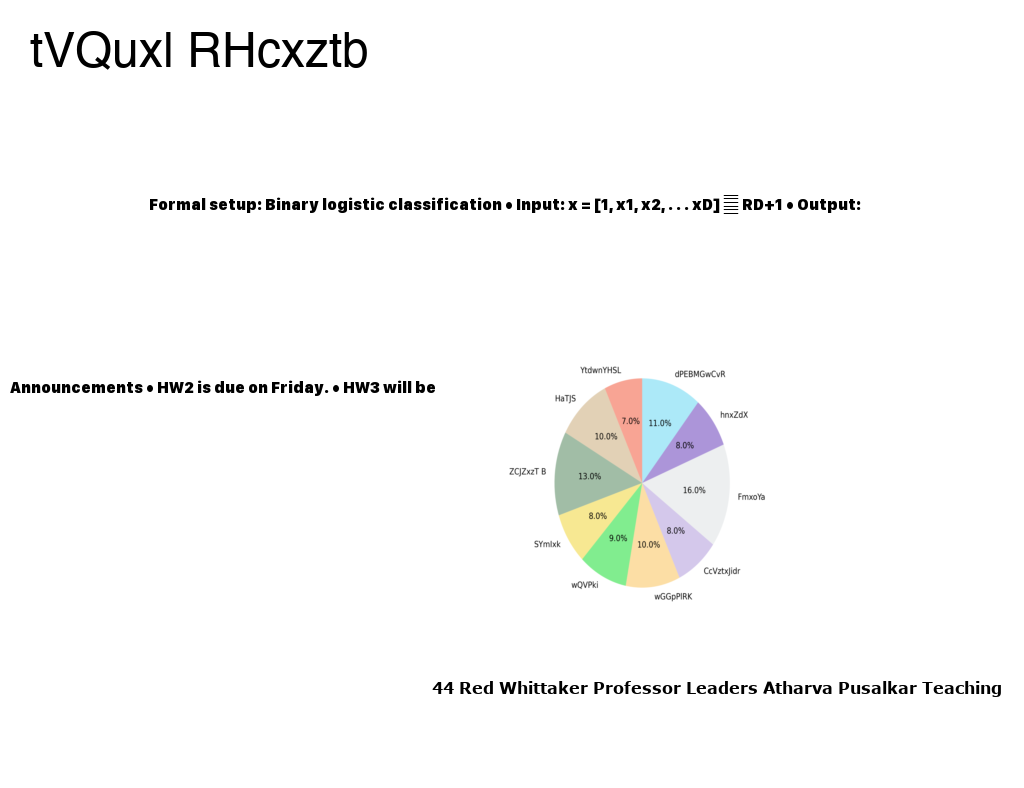 tVQuxl RHcxztb
Formal setup: Binary logistic classification • Input: x = [1, x1, x2, . . . xD] RD+1 • Output:
Announcements • HW2 is due on Friday. • HW3 will be
YtdwnYHSL
dPEBMGwCvR
HaTJS
hnxZdX
7.0%
11.0%
10.0%
8.0%
ZCJZxzT B
13.0%
16.0%
FmxoYa
8.0%
8.0%
SYmlxk
9.0%
10.0%
CcVztxJidr
wQVPki
wGGpPlRK
44 Red Whittaker Professor Leaders Atharva Pusalkar Teaching